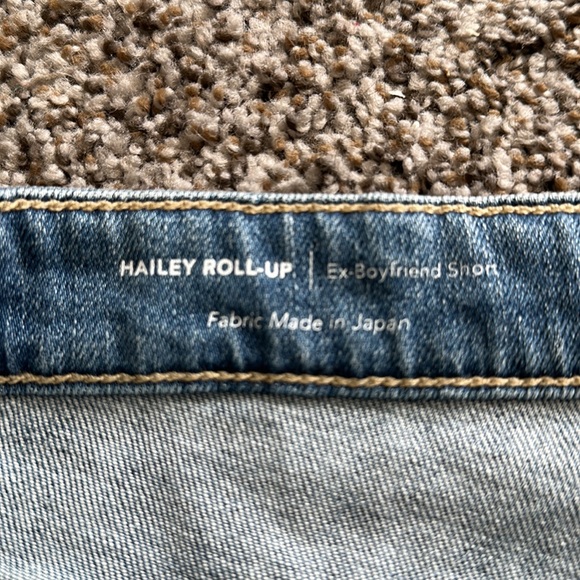 HAILEY ROLL-UP | Ex-Boyfriend Short
Fabric Made in Japan